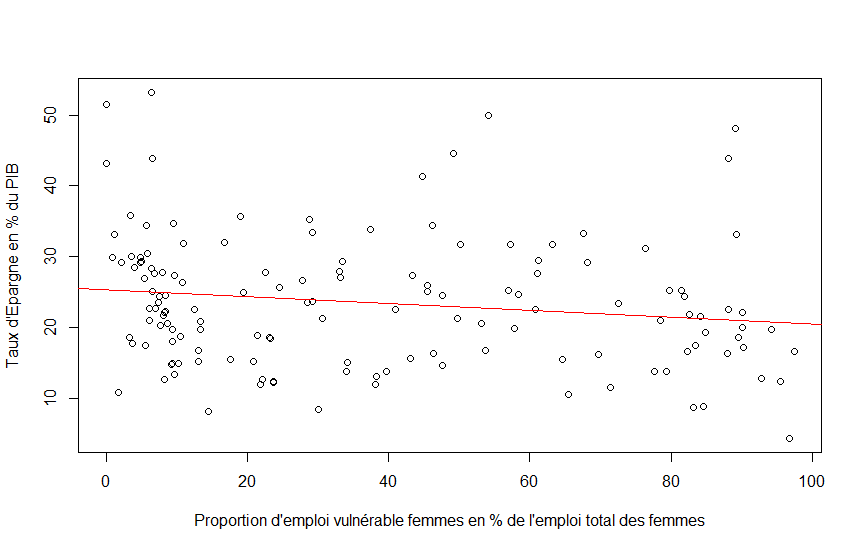 Taux d'Epargne en % du PIB
50
40
30
20
10
0 20 40 60 80 100
Proportion d'emploi vulnérable femmes en % de l'emploi total des femmes